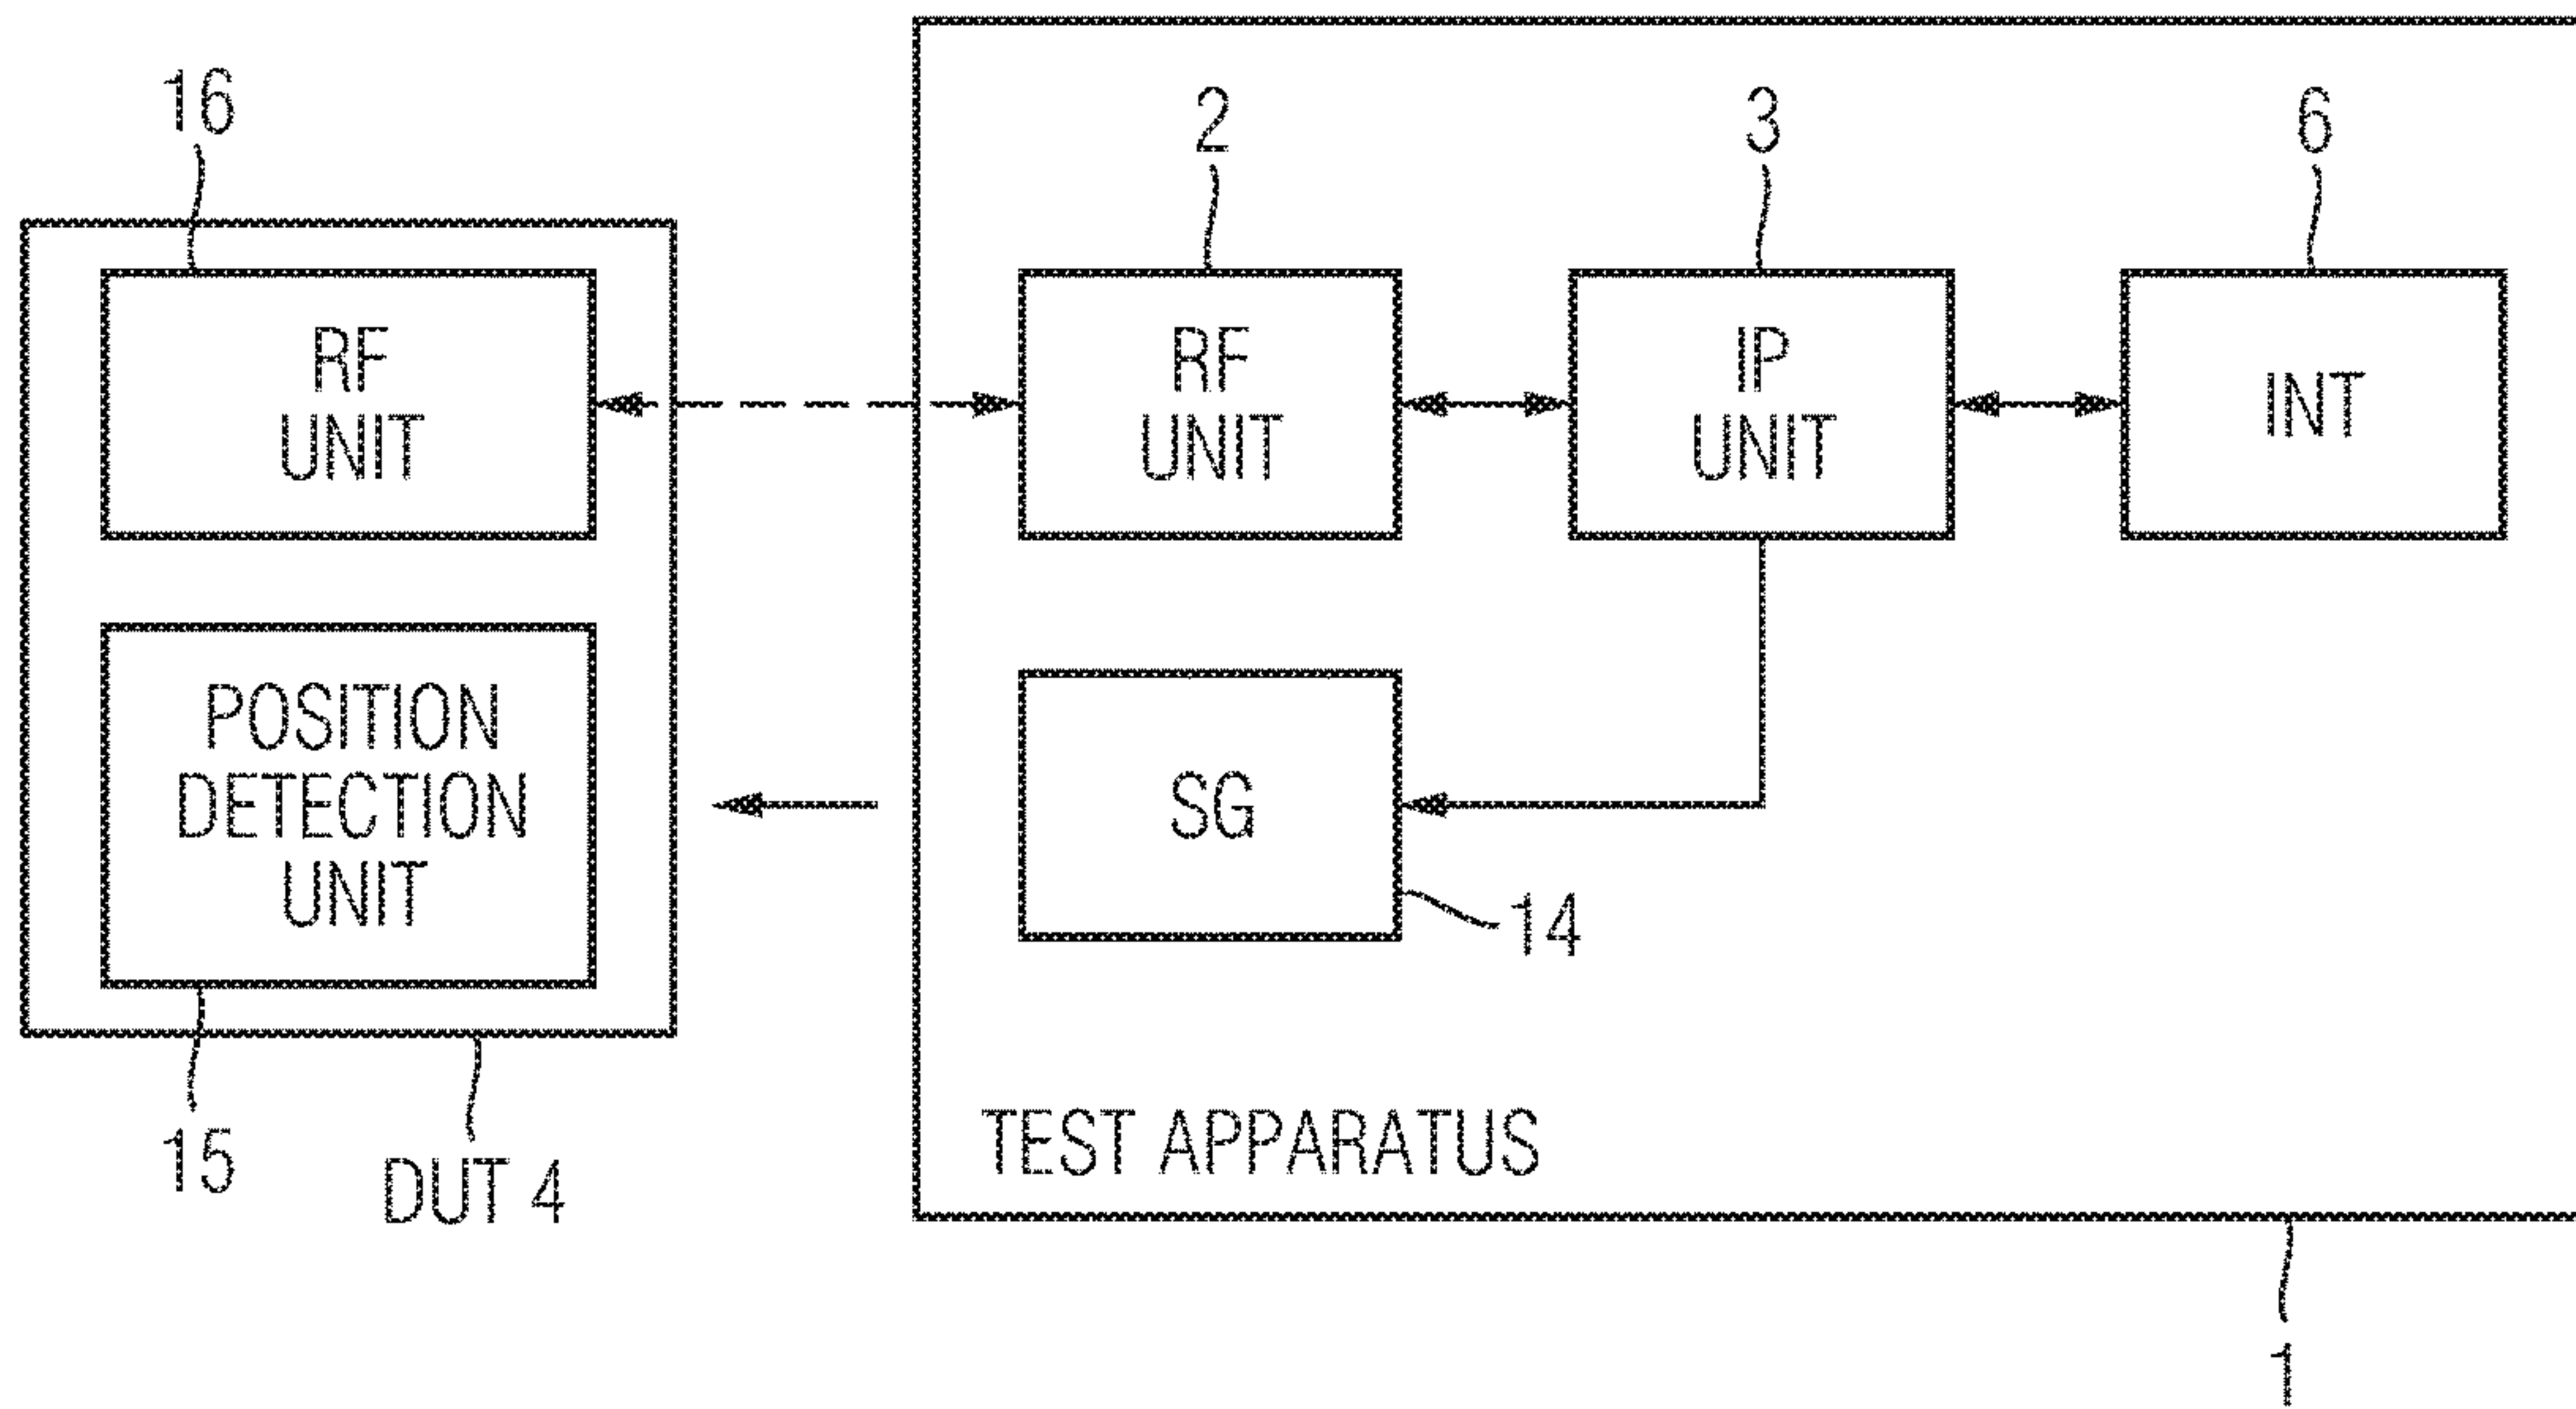 16
2
3
6
RF
UNIT
RF
UNIT
IP
UNIT
INT
POSITION
DETECTION
UNIT
SG
14
15
DUT 4
TEST APPARATUS
1